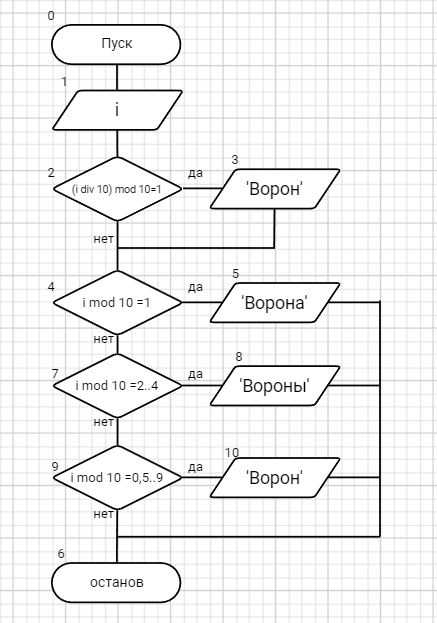 0
Пуск
1
i
2
(i div 10) mod 10=1
да
3
'Ворон'
нет
4
i mod 10 =1
да
5
'Ворона'
нет
7
i mod 10 =2..4
да
8
'Вороны'
нет
9
i mod 10 =0,5..9
да
10
'Ворон'
нет
6
останов